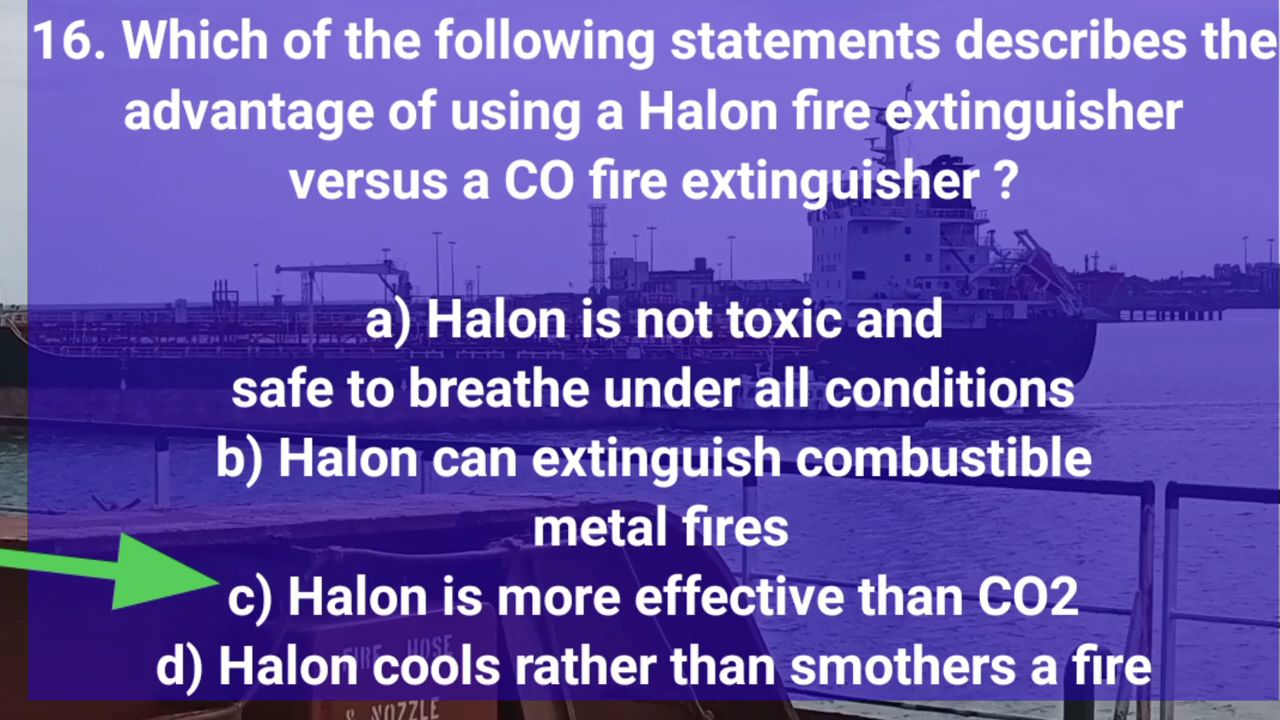 16. Which of the following statements describes the
advantage of using a Halon fire extinguisher
versus a CO fire extinguisher ?
a) Halon is not toxic and
safe to breathe under all conditions
b) Halon can extinguish combustible
metal fires
c) Halon is more effective than CO2
d) Halon cools rather than smothers a fire
FIRE HOSE
& NOZZLE